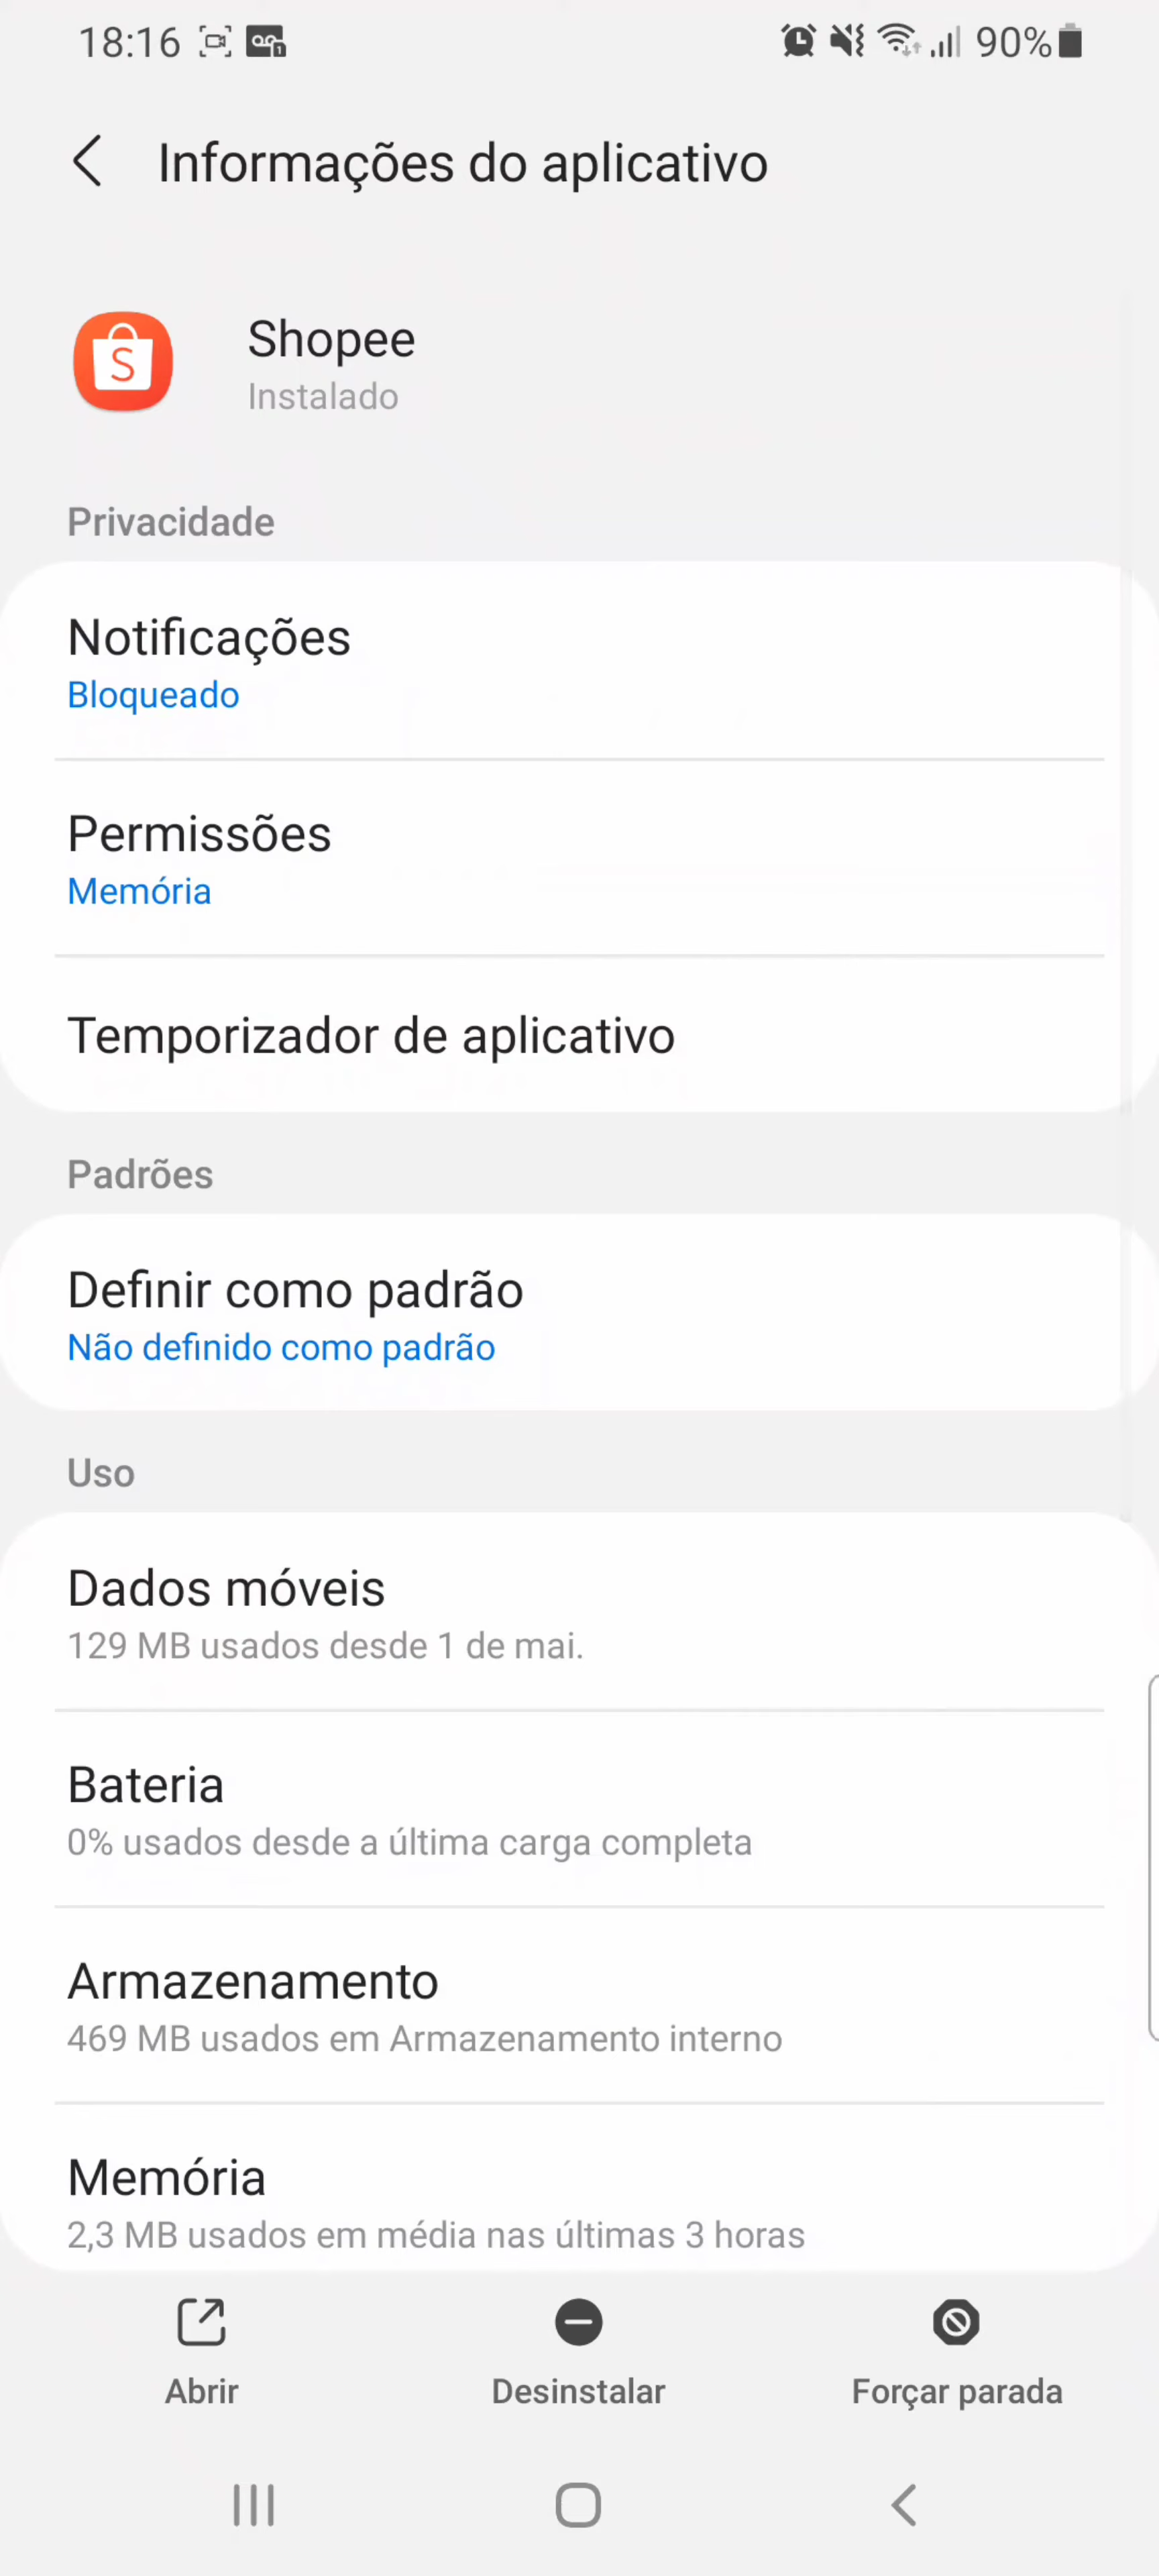 18:16 90%
Informações do aplicativo
S
Shopee
Instalado
Privacidade
Notificações
Bloqueado
Permissões
Memória
Temporizador de aplicativo
Padrões
Definir como padrão
Não definido como padrão
Uso
Dados móveis
129 MB usados desde 1 de mai.
Bateria
0% usados desde a última carga completa
Armazenamento
469 MB usados em Armazenamento interno
Memória
2,3 MB usados em média nas últimas 3 horas
Abrir Desinstalar Forçar parada